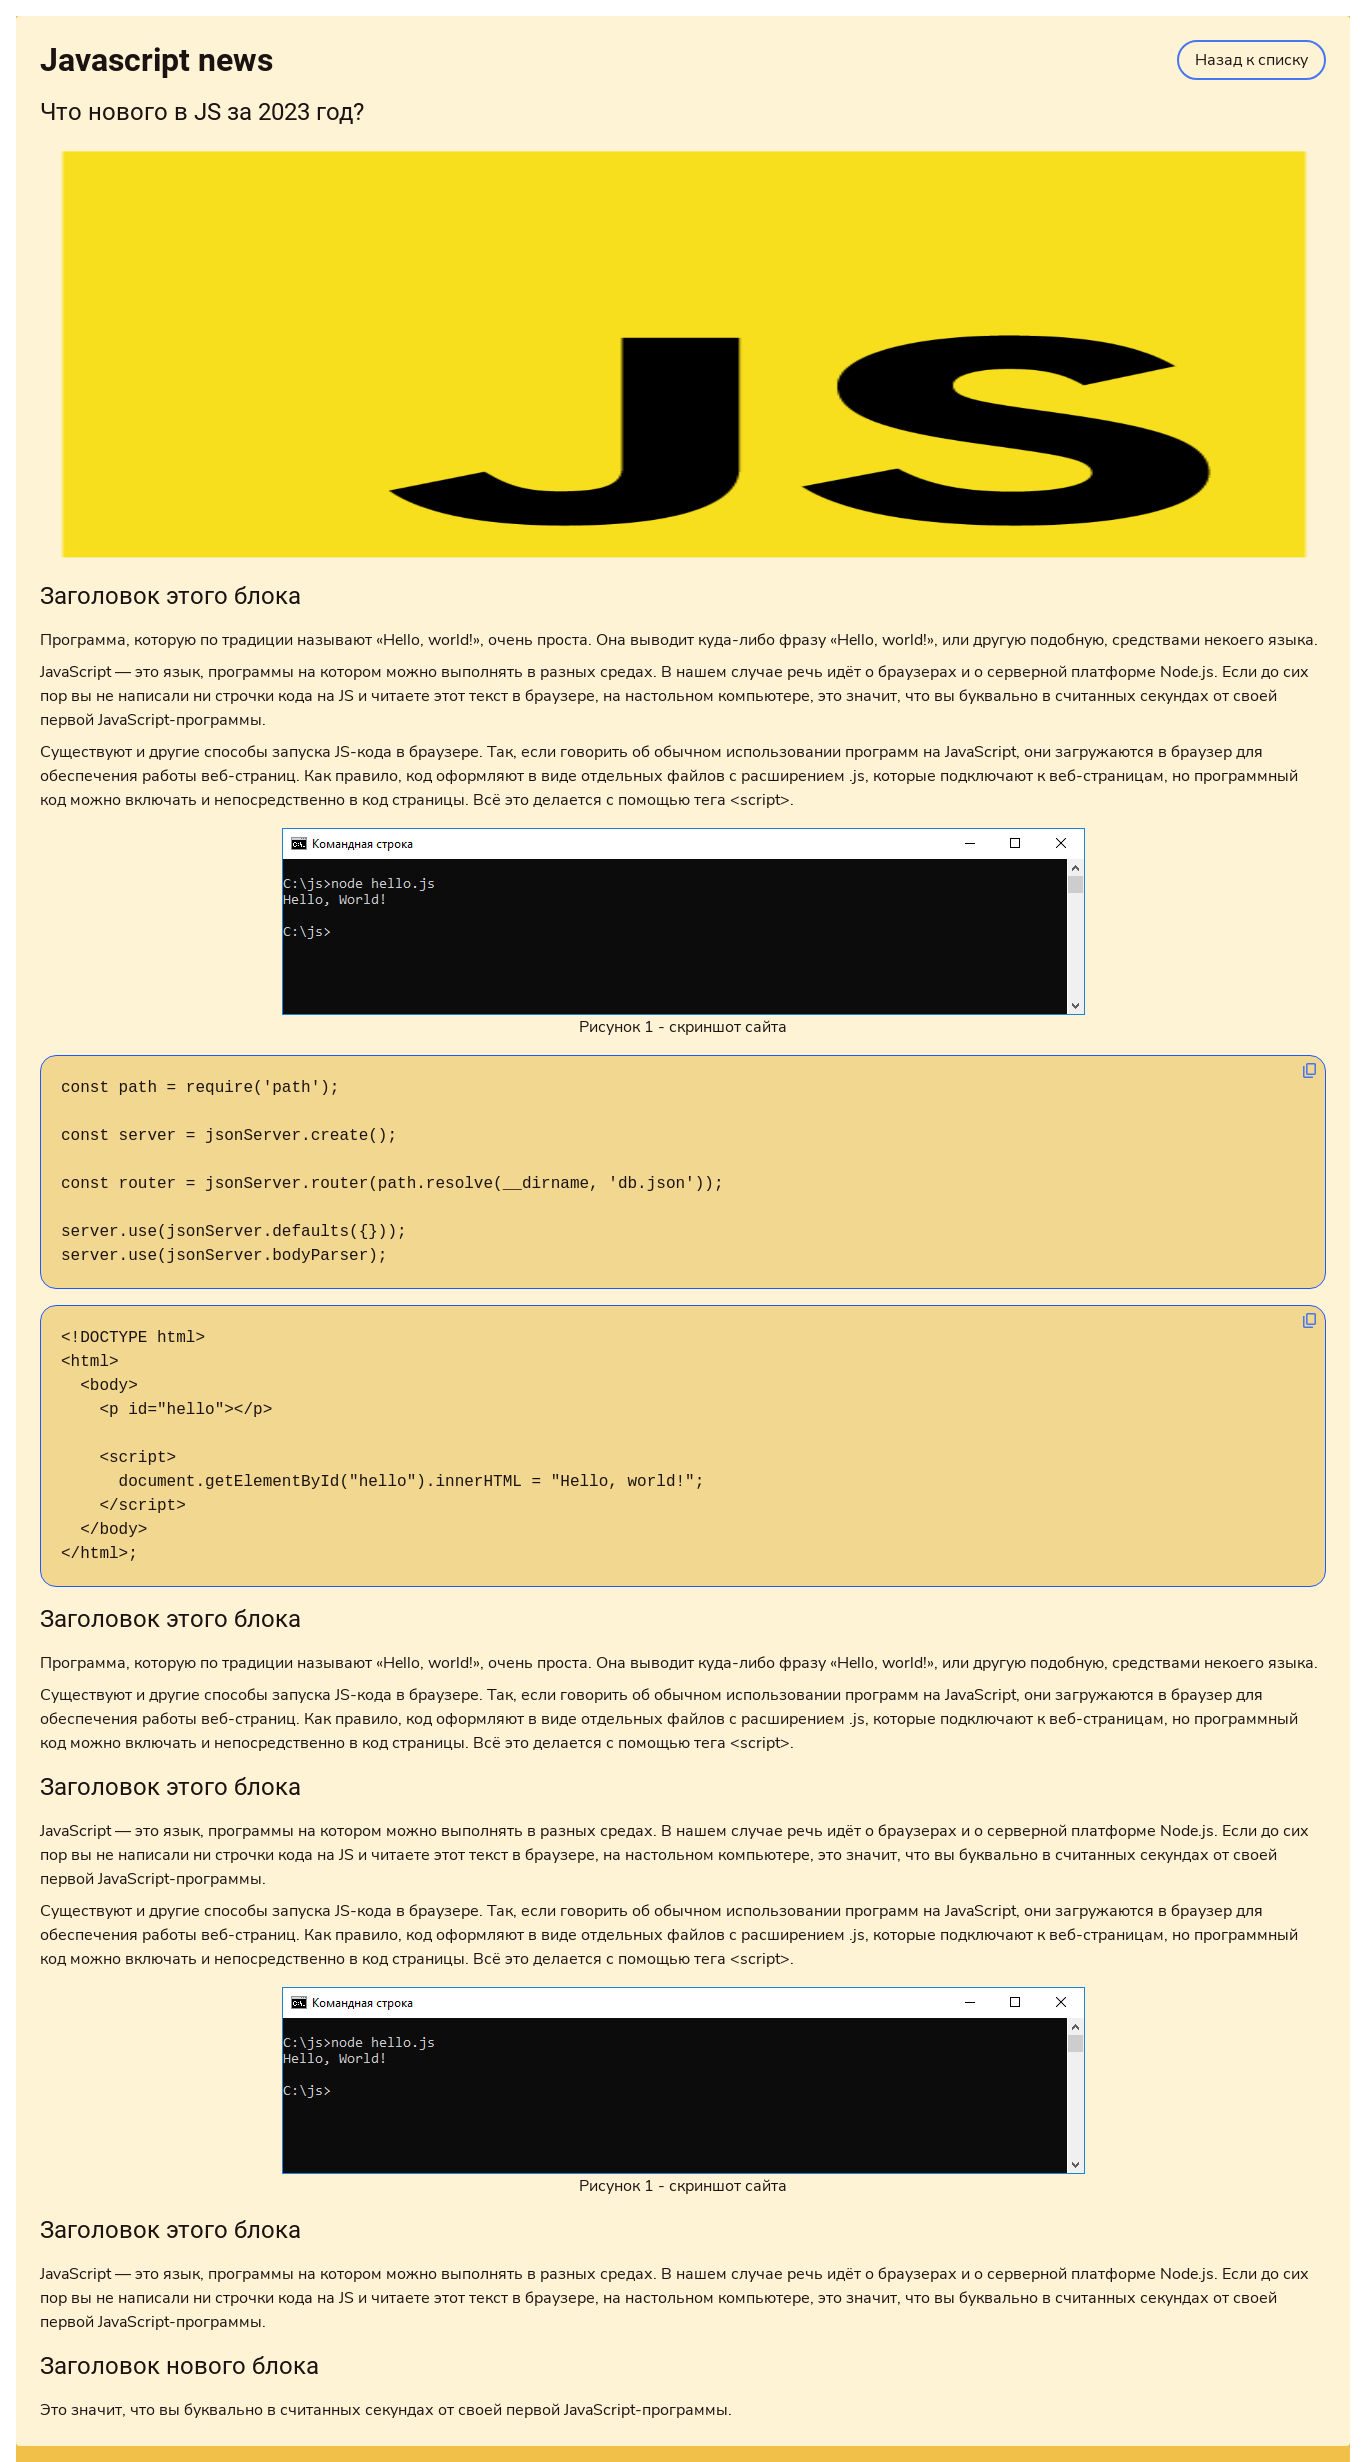 Javascript news
Назад к списку
Что нового в JS за 2023 год?
JS
Заголовок этого блока
Программа, которую по традиции называют «Hello, world!», очень проста. Она выводит куда-либо фразу «Hello, world!», или другую подобную, средствами некоего языка.
JavaScript — это язык, программы на котором можно выполнять в разных средах. В нашем случае речь идёт о браузерах и о серверной платформе Node.js. Если до сих
пор вы не написали ни строчки кода на JS и читаете этот текст в браузере, на настольном компьютере, это значит, что вы буквально в считанных секундах от своей
первой JavaScript-программы.
Существуют и другие способы запуска JS-кода в браузере. Так, если говорить об обычном использовании программ на JavaScript, они загружаются в браузер для
обеспечения работы веб-страниц. Как правило, код оформляют в виде отдельных файлов с расширением .js, которые подключают к веб-страницам, но программный
код можно включать и непосредственно в код страницы. Всё это делается с помощью тега <script>.
Командная строка
C:\js>node hello.js
Hello, World!
C:\js>
Рисунок 1 - скриншот сайта
const path = require('path');
const server = jsonServer.create();
const router = jsonServer.router(path.resolve(__dirname, 'db.json'));
server.use(jsonServer.defaults({}));
server.use(jsonServer.bodyParser);
<!DOCTYPE html>
<html>
  <body>
    <p id="hello"></p>
    <script>
      document.getElementById("hello").innerHTML = "Hello, world!";
    </script>
  </body>
</html>;
Заголовок этого блока
Программа, которую по традиции называют «Hello, world!», очень проста. Она выводит куда-либо фразу «Hello, world!», или другую подобную, средствами некоего языка.
Существуют и другие способы запуска JS-кода в браузере. Так, если говорить об обычном использовании программ на JavaScript, они загружаются в браузер для
обеспечения работы веб-страниц. Как правило, код оформляют в виде отдельных файлов с расширением .js, которые подключают к веб-страницам, но программный
код можно включать и непосредственно в код страницы. Всё это делается с помощью тега <script>.
Заголовок этого блока
JavaScript — это язык, программы на котором можно выполнять в разных средах. В нашем случае речь идёт о браузерах и о серверной платформе Node.js. Если до сих
пор вы не написали ни строчки кода на JS и читаете этот текст в браузере, на настольном компьютере, это значит, что вы буквально в считанных секундах от своей
первой JavaScript-программы.
Существуют и другие способы запуска JS-кода в браузере. Так, если говорить об обычном использовании программ на JavaScript, они загружаются в браузер для
обеспечения работы веб-страниц. Как правило, код оформляют в виде отдельных файлов с расширением .js, которые подключают к веб-страницам, но программный
код можно включать и непосредственно в код страницы. Всё это делается с помощью тега <script>.
Командная строка
C:\js>node hello.js
Hello, World!
C:\js>
Рисунок 1 - скриншот сайта
Заголовок этого блока
JavaScript — это язык, программы на котором можно выполнять в разных средах. В нашем случае речь идёт о браузерах и о серверной платформе Node.js. Если до сих
пор вы не написали ни строчки кода на JS и читаете этот текст в браузере, на настольном компьютере, это значит, что вы буквально в считанных секундах от своей
первой JavaScript-программы.
Заголовок нового блока
Это значит, что вы буквально в считанных секундах от своей первой JavaScript-программы.